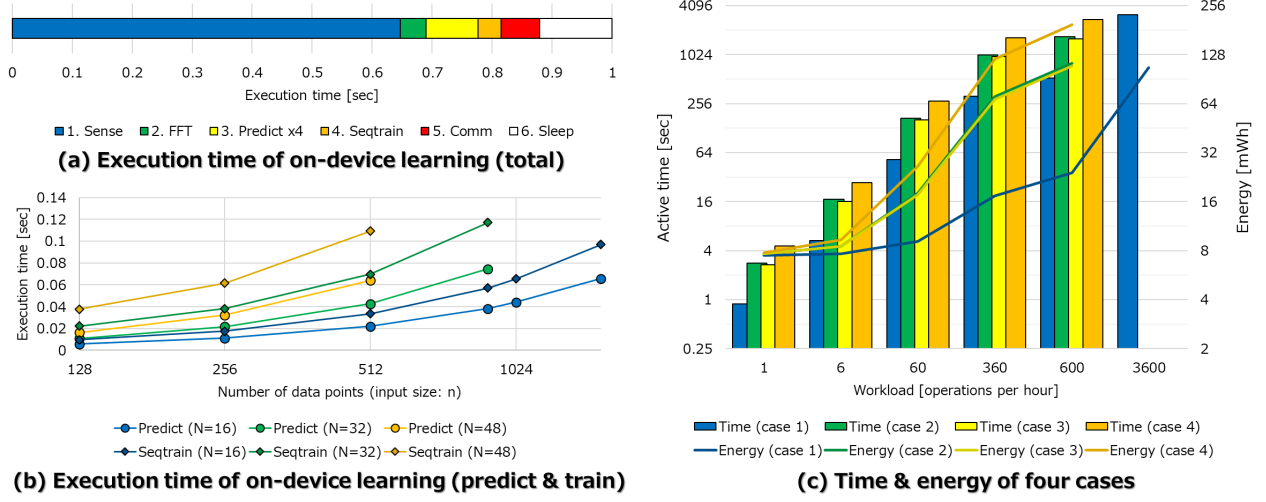 0 0.1 0.2 0.3 0.4 0.5 0.6 0.7 0.8 0.9 1
Execution time [sec]
1. Sense 2. FFT 3. Predict x4 4. Seqtrain 5. Comm 6. Sleep
(a) Execution time of on-device learning (total)
Execution time [sec]
0.14
0.12
0.1
0.08
0.06
0.04
0.02
0
128 256 512 1024
Number of data points (input size: n)
Predict (N=16) Predict (N=32) Predict (N=48)
Seqtrain (N=16) Seqtrain (N=32) Seqtrain (N=48)
(b) Execution time of on-device learning (predict & train)
Active time [sec]
4096
1024
256
64
16
4
1
0.25
256
128
64
32
16
8
4
2
Energy [mWh]
1 6 60 360 600 3600
Workload [operations per hour]
Time (case 1) Time (case 2) Time (case 3) Time (case 4)
Energy (case 1) Energy (case 2) Energy (case 3) Energy (case 4)
(c) Time & energy of four cases